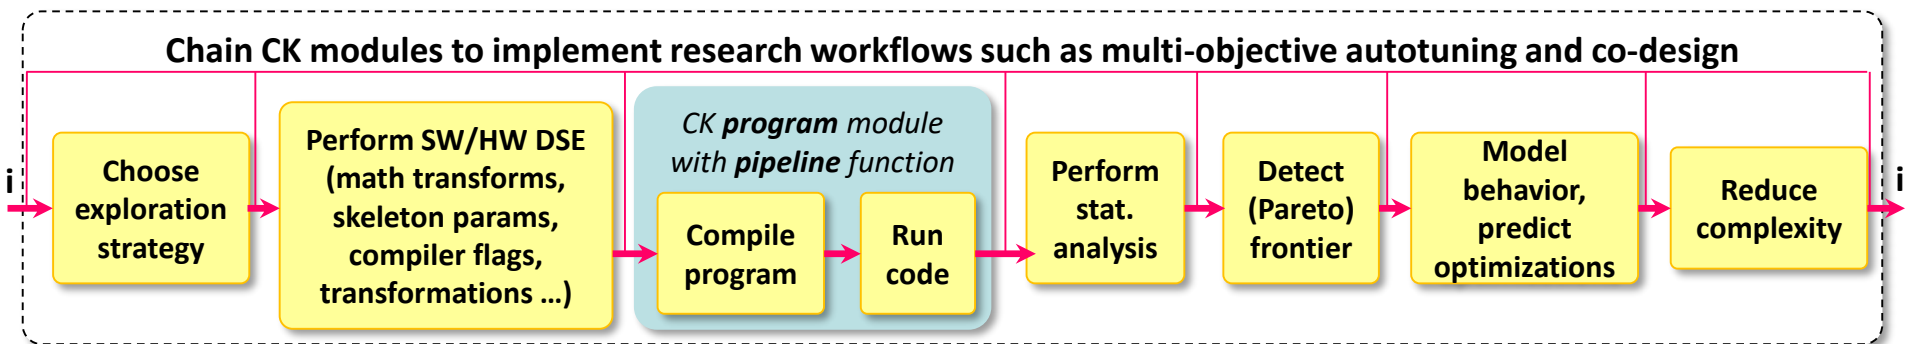 Chain CK modules to implement research workflows such as multi-objective autotuning and co-design
i
Choose
exploration
strategy
Perform SW/HW DSE
(math transforms,
skeleton params,
compiler flags,
transformations …)
CK program module
with pipeline function
Compile
program
Run
code
Perform
stat.
analysis
Detect
(Pareto)
frontier
Model
behavior,
predict
optimizations
Reduce
complexity
i